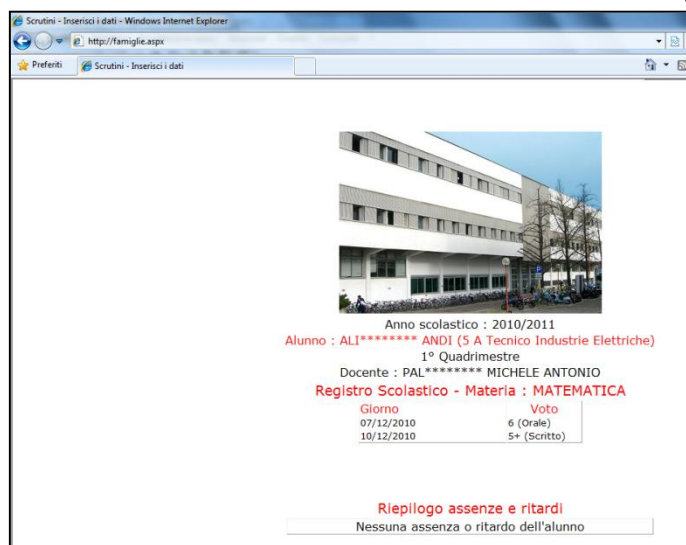 Scrutini - Inserisci i dati - Windows Internet Explorer
http://famiglie.aspx
Preferiti
Scrutini - Inserisci i dati
Anno scolastico : 2010/2011
Alunno : ALI******** ANDI (5 A Tecnico Industrie Elettriche)
1° Quadrimestre
Docente : PAL******** MICHELE ANTONIO
Registro Scolastico - Materia : MATEMATICA
Giorno Voto
07/12/2010 6 (Orale)
10/12/2010 5+ (Scritto)
Riepilogo assenze e ritardi
Nessuna assenza o ritardo dell'alunno